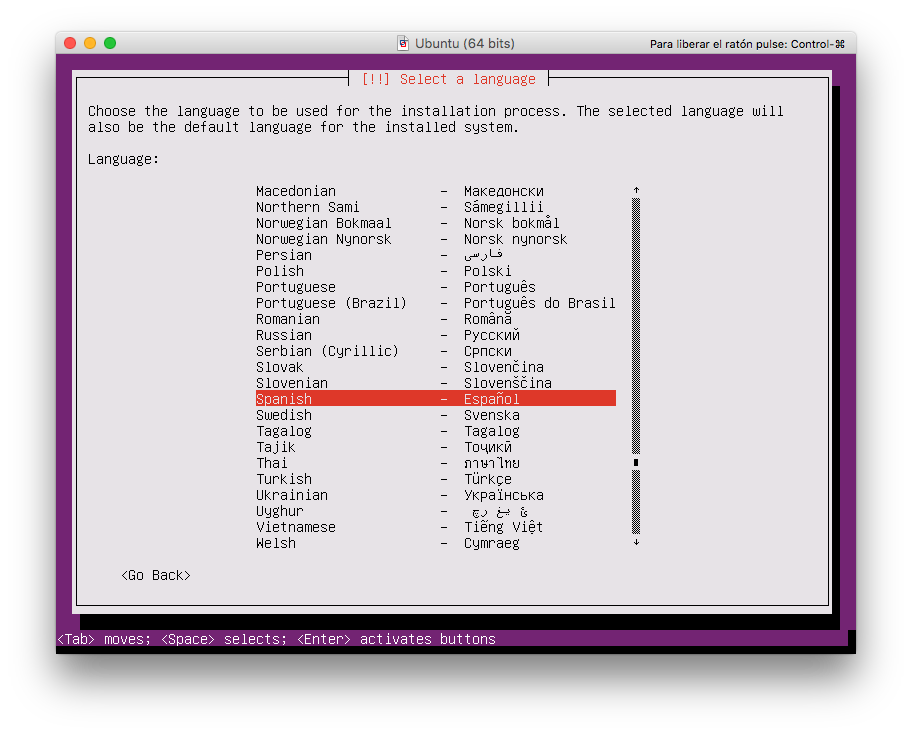 Ubuntu (64 bits)
Para liberar el ratón pulse: Control-⌘
[!!] Select a language
Choose the language to be used for the installation process. The selected language will
also be the default language for the installed system.
Language:
Macedonian - Македонски ↑
Northern Sami - Sámegillii
Norwegian Bokmaal - Norsk bokmål
Norwegian Nynorsk - Norsk nynorsk
Persian - فارسی
Polish - Polski
Portuguese - Português
Portuguese (Brazil) - Português do Brasil
Romanian - Română
Russian - Русский
Serbian (Cyrillic) - Српски
Slovak - Slovenčina
Slovenian - Slovenščina
Spanish - Español
Swedish - Svenska
Tagalog - Tagalog
Tajik - Тоҷикӣ
Thai - ภาษาไทย
Turkish - Türkçe
Ukrainian - Українська
Uyghur -
Vietnamese - Tiếng Việt
Welsh - Cymraeg ↓
<Go Back>
<Tab> moves; <Space> selects; <Enter> activates buttons